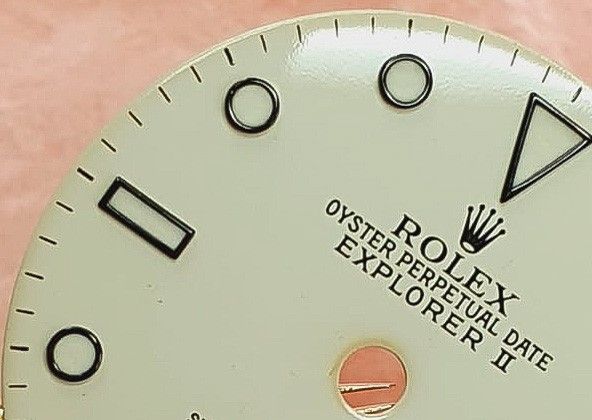 ROLEX
OYSTER PERPETUAL DATE
EXPLORER II